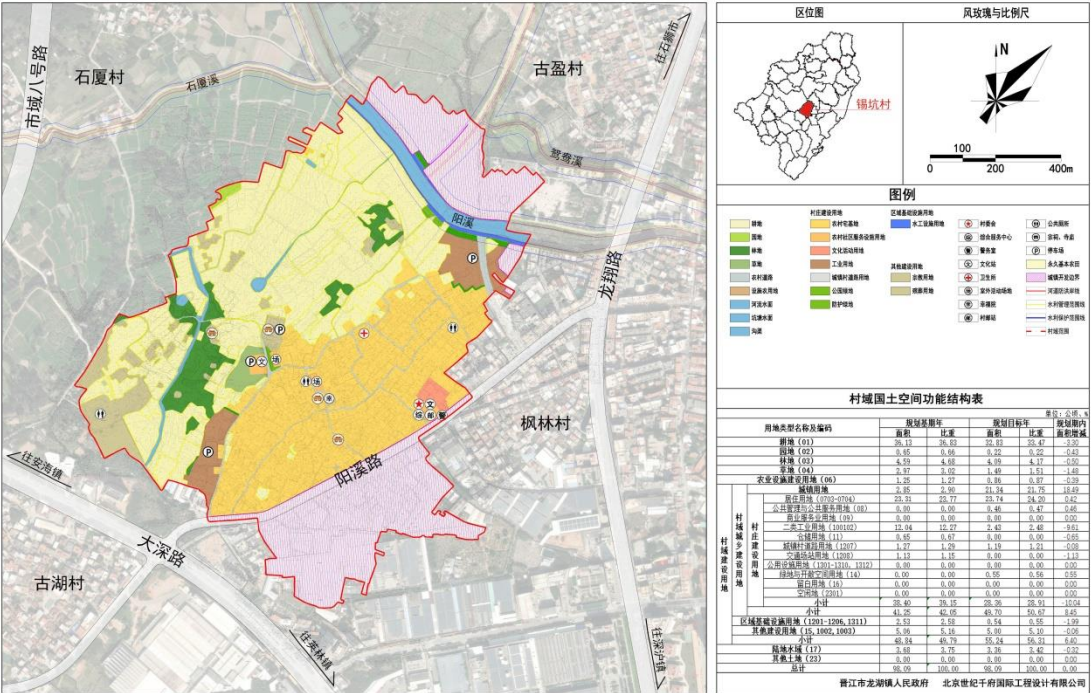 石厦村
古盈村
市域八号路
石厦溪
往石狮市
鸳鸯溪
阳溪
龙翔路
枫林村
阳溪路
往安海镇
大深路
古湖村
往英林镇
往深沪镇
P
P
P
文
场
场
文
P
综 邮 警
区位图
锡坑村
风玫瑰与比例尺
N
100
0 200 400m
图例
耕地
园地
林地
草地
农村道路
设施农用地
河流水面
坑塘水面
沟渠
村庄建设用地
农村宅基地
农村社区服务设施用地
文化活动用地
工业用地
城镇村道路用地
公园绿地
防护绿地
区域基础设施用地
水工设施用地
其他建设用地
宗教用地
殡葬用地
村委会
综合服务中心
警务室
文化站
卫生所
室外活动场地
幸福院
村邮站
公共厕所
宗祠、寺庙
停车场
永久基本农田
城镇开发边界
河道防洪岸线
水利管理范围线
水利保护范围线
村域范围
村域国土空间功能结构表
单位：公顷、%
用地类型名称及编码 规划基期年 规划目标年 规划期内面积增减
面积 比重 面积 比重
耕地（01） 36.13 36.83 32.83 33.47 -3.30
园地（02） 0.65 0.66 0.22 0.22 -0.43
林地（03） 4.59 4.68 4.09 4.17 -0.50
草地（04） 2.97 3.02 1.49 1.51 -1.48
农业设施建设用地（06） 1.25 1.27 0.86 0.87 -0.39
村域建设用地
村域城乡建设用地
城镇用地 2.85 2.90 21.34 21.75 18.49
村庄建设用地
居住用地（0703-0704） 23.31 23.77 23.74 24.20 0.42
公共管理与公共服务用地（08） 0.00 0.00 0.46 0.47 0.46
商业服务业用地（09） 0.00 0.00 0.00 0.00 0.00
二类工业用地（100102） 12.04 12.27 2.43 2.48 -9.61
仓储用地（11） 0.65 0.67 0.00 0.00 -0.65
城镇村道路用地（1207） 1.27 1.29 1.19 1.21 -0.08
交通场站用地（1208） 1.13 1.15 0.00 0.00 -1.13
公用设施用地（1301-1310，1312） 0.00 0.00 0.00 0.00 0.00
绿地与开敞空间用地（14） 0.00 0.00 0.55 0.56 0.55
留白用地（16） 0.00 0.00 0.00 0.00 0.00
空闲地（2301） 0.00 0.00 0.00 0.00 0.00
小计 38.40 39.15 28.36 28.91 -10.04
小计 41.25 42.05 49.70 50.67 8.45
区域基础设施用地（1201-1206,1311） 2.53 2.58 0.54 0.55 -1.99
其他建设用地（15,1002,1003） 5.06 5.16 5.00 5.10 -0.06
小计 48.84 49.79 55.24 56.31 6.40
陆地水域（17） 3.68 3.75 3.36 3.42 -0.32
其他土地（23） 0.00 0.00 0.00 0.00 0.00
总计 98.09 100.00 98.09 100.00 0.00
晋江市龙湖镇人民政府 北京世纪千府国际工程设计有限公司